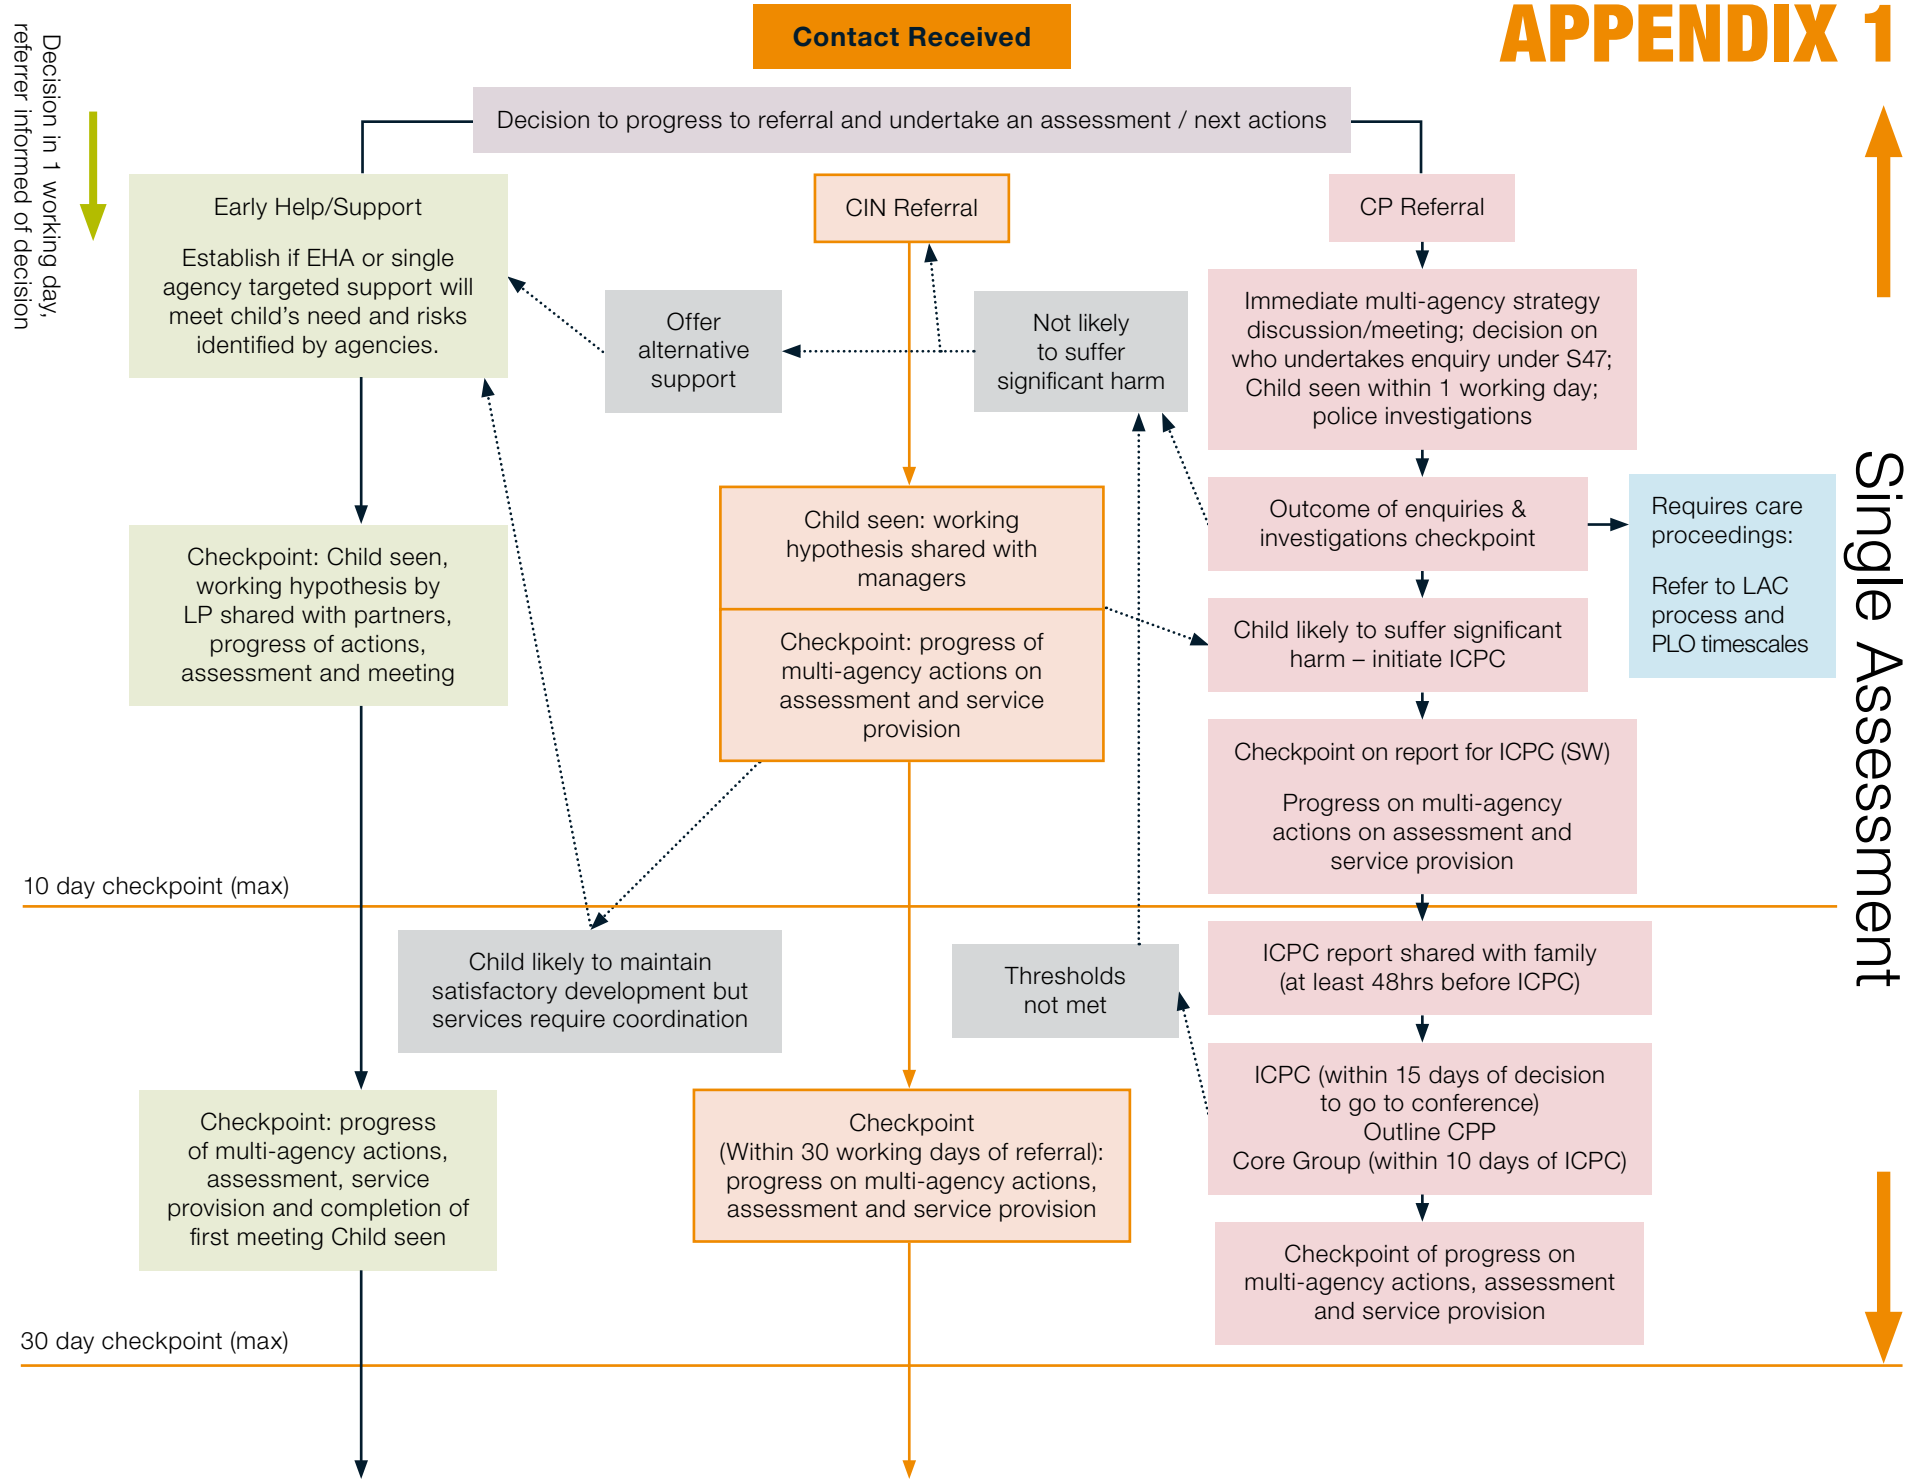 APPENDIX 1
Contact Received
Decision in 1 working day,
referrer informed of decision
Decision to progress to referral and undertake an assessment / next actions
Early Help/Support
Establish if EHA or single
agency targeted support will
meet child’s need and risks
identified by agencies.
CIN Referral
CP Referral
Offer
alternative
support
Not likely
to suffer
significant harm
Immediate multi-agency strategy
discussion/meeting; decision on
who undertakes enquiry under S47;
Child seen within 1 working day;
police investigations
Checkpoint: Child seen,
working hypothesis by
LP shared with partners,
progress of actions,
assessment and meeting
Child seen: working
hypothesis shared with
managers
Checkpoint: progress of
multi-agency actions on
assessment and service
provision
Outcome of enquiries &
investigations checkpoint
Requires care
proceedings:
Refer to LAC
process and
PLO timescales
Child likely to suffer significant
harm – initiate ICPC
Checkpoint on report for ICPC (SW)
Progress on multi-agency
actions on assessment and
service provision
Single Assessment
10 day checkpoint (max)
Child likely to maintain
satisfactory development but
services require coordination
Thresholds
not met
ICPC report shared with family
(at least 48hrs before ICPC)
ICPC (within 15 days of decision
to go to conference)
Outline CPP
Core Group (within 10 days of ICPC)
Checkpoint: progress
of multi-agency actions,
assessment, service
provision and completion of
first meeting Child seen
Checkpoint
(Within 30 working days of referral):
progress on multi-agency actions,
assessment and service provision
Checkpoint of progress on
multi-agency actions, assessment
and service provision
30 day checkpoint (max)